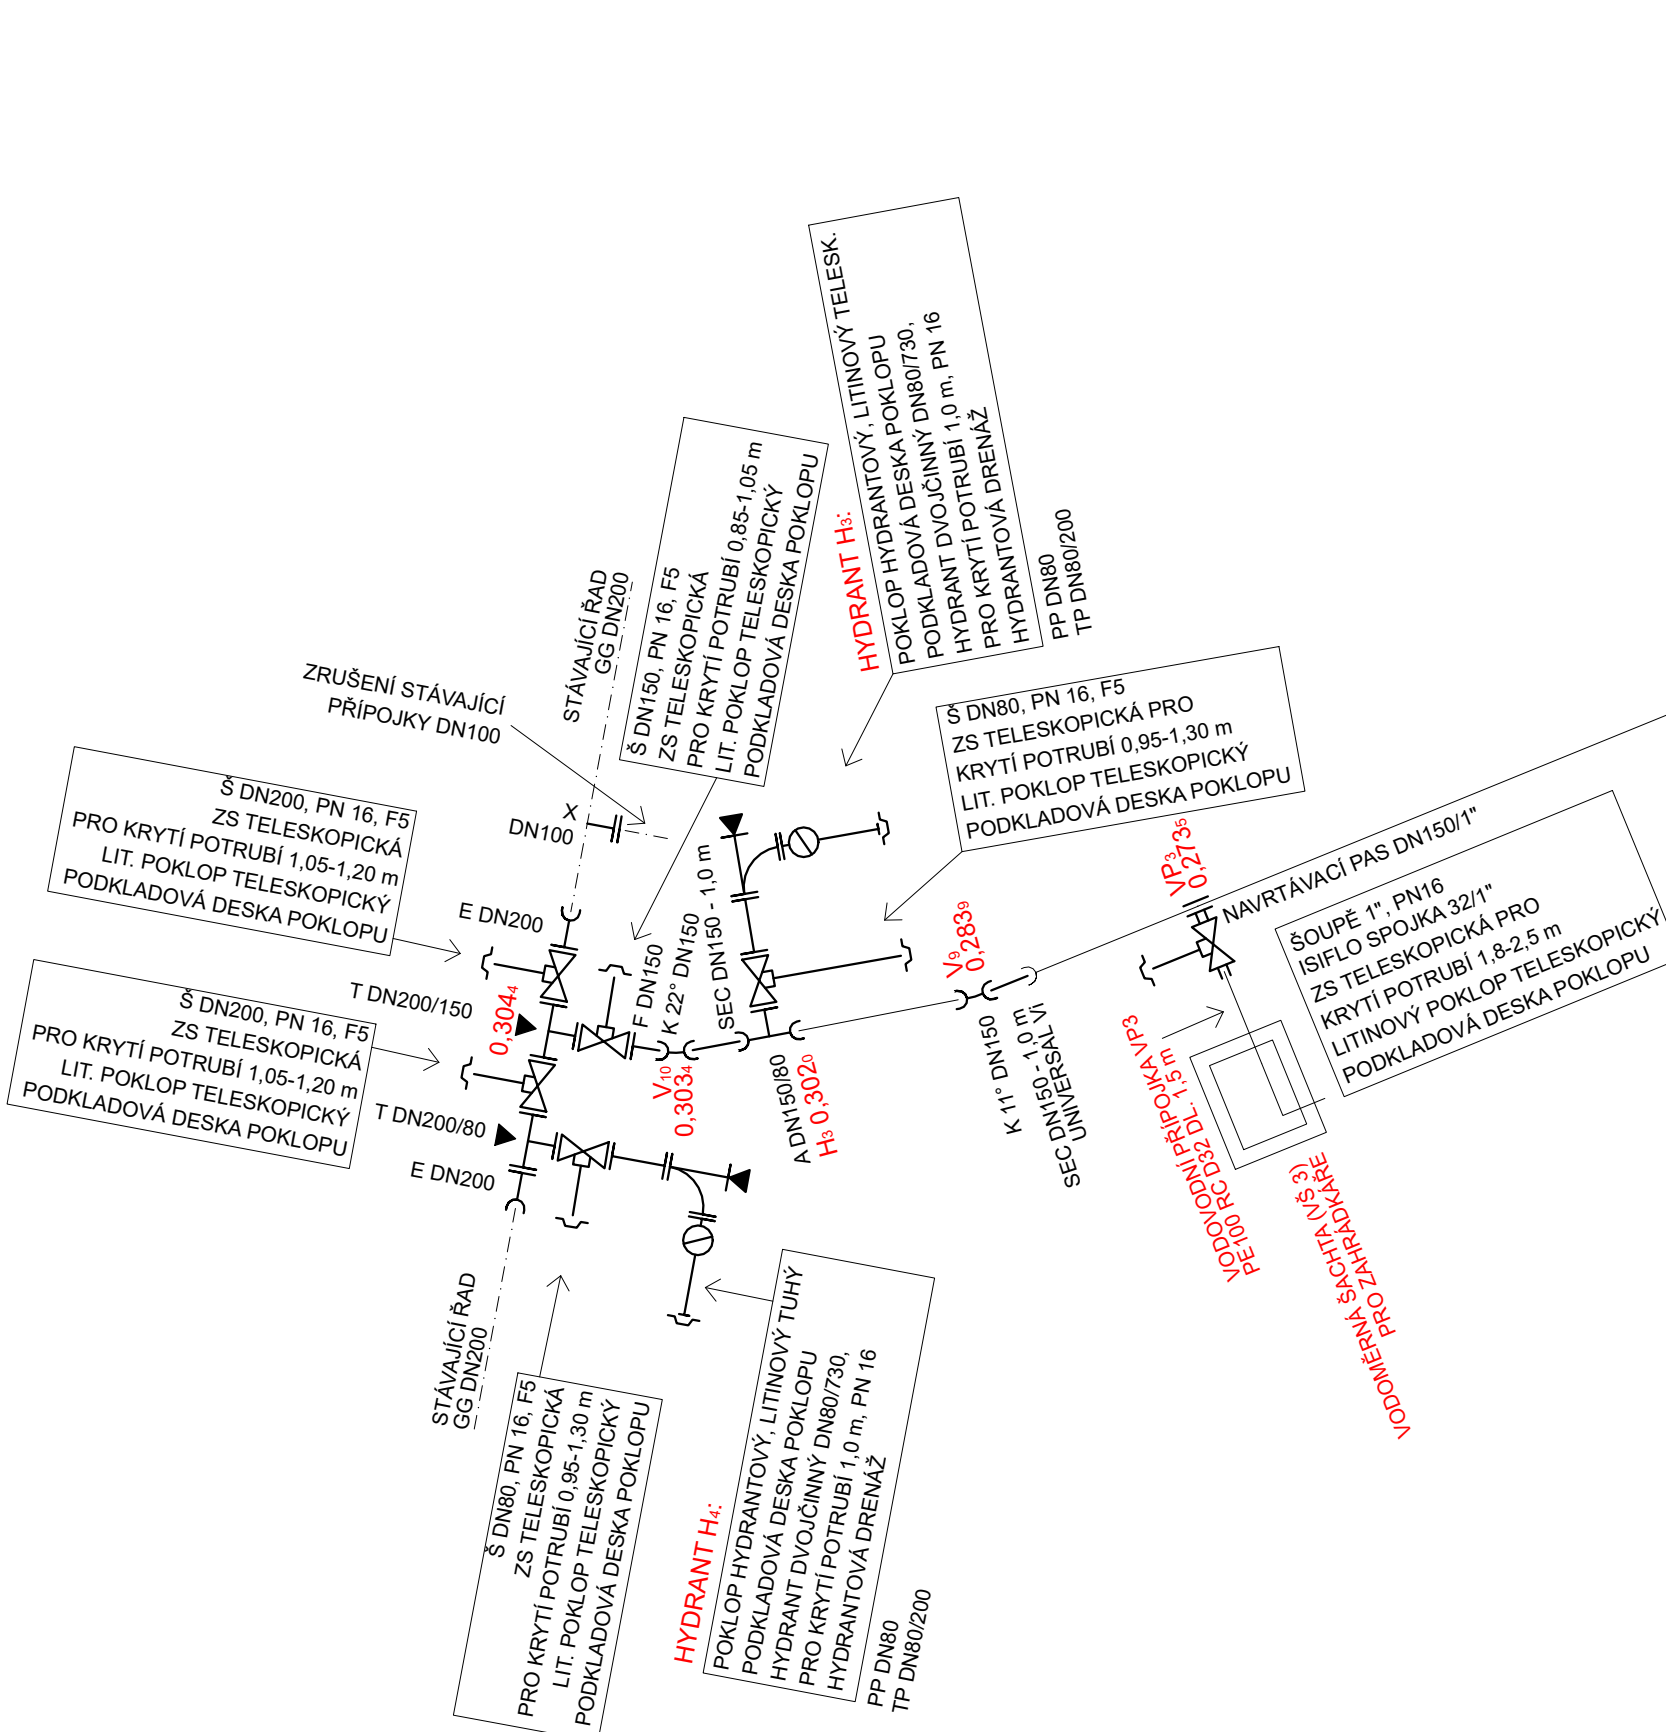 HYDRANT H₃:
POKLOP HYDRANTOVÝ, LITINOVÝ TELESK.
POKLOP HYDRANTOVÝ DESKA POKLOPU
PODKLADOVÁ DVOJČINNÝ DN80/730,
HYDRANT DVOJČINNÝ POTRUBÍ 1,0 m, PN 16
PRO KRYTÍ POTRUBÍ DRENÁŽ
HYDRANTOVÁ DRENÁŽ
PP DN80
TP DN80/200
Š DN150, PN 16, F5
ZS TELESKOPICKÁ
PRO KRYTÍ POTRUBÍ 0,85-1,05 m
LIT. POKLOP TELESKOPICKÝ
PODKLADOVÁ DESKA POKLOPU
STÁVAJÍCÍ ŘAD
GG DN200
ZRUŠENÍ STÁVAJÍCÍ
PŘÍPOJKY DN100
X
DN100
Š DN80, PN 16, F5
ZS TELESKOPICKÁ PRO
KRYTÍ POTRUBÍ 0,95-1,30 m
LIT. POKLOP TELESKOPICKÝ
PODKLADOVÁ DESKA POKLOPU
Š DN200, PN 16, F5
ZS TELESKOPICKÁ
PRO KRYTÍ POTRUBÍ 1,05-1,20 m
LIT. POKLOP TELESKOPICKÝ
PODKLADOVÁ DESKA POKLOPU
E DN200
T DN200/150
0,304₄
Š DN200, PN 16, F5
ZS TELESKOPICKÁ
PRO KRYTÍ POTRUBÍ 1,05-1,20 m
LIT. POKLOP TELESKOPICKÝ
PODKLADOVÁ DESKA POKLOPU
T DN200/80
E DN200
F DN150
K 22° DN150
SEC DN150 - 1,0 m
V₁₀
0,303₄
A DN150/80
H₃ 0,302₀
V₉
0,283₉
K 11° DN150
SEC DN150 - 1,0 m
UNIVERSAL Vi
VP₃
0,273₅
NAVRTÁVACÍ PAS DN150/1"
ŠOUPĚ 1", PN16
ISIFLO SPOJKA 32/1"
ZS TELESKOPICKÁ PRO
KRYTÍ POTRUBÍ 1,8-2,5 m
LITINOVÝ POKLOP TELESKOPICKÝ
PODKLADOVÁ DESKA POKLOPU
VODOVODNÍ PŘÍPOJKA VP3
PE100 RC D32 DL. 1,5 m
VODOMĚRNÁ ŠACHTA (VŠ 3)
PRO ZAHRÁDKÁŘE
STÁVAJÍCÍ ŘAD
GG DN200
Š DN80, PN 16, F5
ZS TELESKOPICKÁ
PRO KRYTÍ POTRUBÍ 0,95-1,30 m
LIT. POKLOP TELESKOPICKÝ
PODKLADOVÁ DESKA POKLOPU
HYDRANT H₄:
POKLOP HYDRANTOVÝ, LITINOVÝ TUHÝ
PODKLADOVÁ DESKA POKLOPU
HYDRANT DVOJČINNÝ DN80/730,
PRO KRYTÍ POTRUBÍ 1,0 m, PN 16
HYDRANTOVÁ DRENÁŽ
PP DN80
TP DN80/200